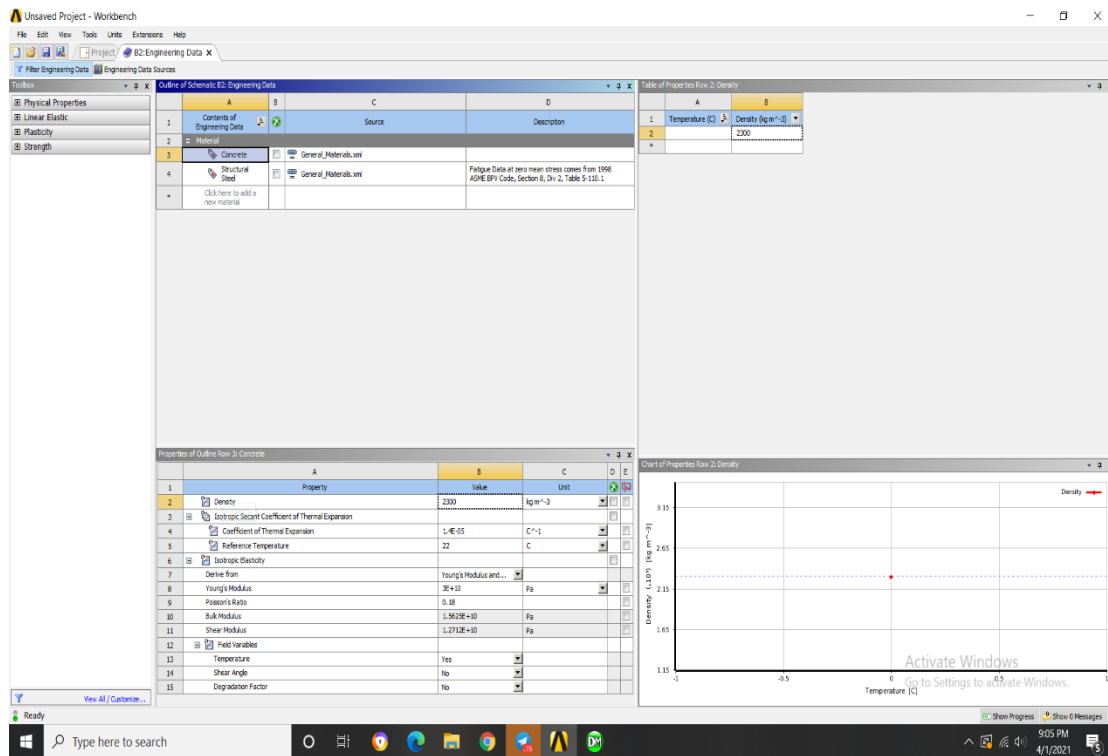 Unsaved Project - Workbench
File Edit View Tools Units Extensions Help
Project B2:Engineering Data X
Filter Engineering Data Engineering Data Sources
Toolbox
Physical Properties
Linear Elastic
Plasticity
Strength
View All / Customize...
Outline of Schematic B2: Engineering Data
A B C D
1 Contents of Engineering Data Source Description
2 Material
3 Concrete General_Materials.xml
4 Structural Steel General_Materials.xml Fatigue Data at zero mean stress comes from 1998 ASME BPV Code, Section 8, Div 2, Table 5-110.1
* Click here to add a new material
Properties of Outline Row 3: Concrete
A B C D E
1 Property Value Unit
2 Density 2300 kg m^-3
3 Isotropic Secant Coefficient of Thermal Expansion
4 Coefficient of Thermal Expansion 1.4E-05 C^-1
5 Reference Temperature 22 C
6 Isotropic Elasticity
7 Derive from Young's Modulus and...
8 Young's Modulus 3E+10 Pa
9 Poisson's Ratio 0.18
10 Bulk Modulus 1.5625E+10 Pa
11 Shear Modulus 1.2712E+10 Pa
12 Field Variables
13 Temperature Yes
14 Shear Angle No
15 Degradation Factor No
Table of Properties Row 2: Density
A B
1 Temperature (C) Density (kg m^-3)
2 2300
*
Chart of Properties Row 2: Density
Density
3.15
2.65
2.15
1.65
1.15
Density (.10³) [kg m^-3]
-1 -0.5 0 0.5 1
Temperature [C]
Activate Windows
Go to Settings to activate Windows.
Ready
Show Progress Show 0 Messages
Type here to search
DM
9:05 PM
4/1/2021
5